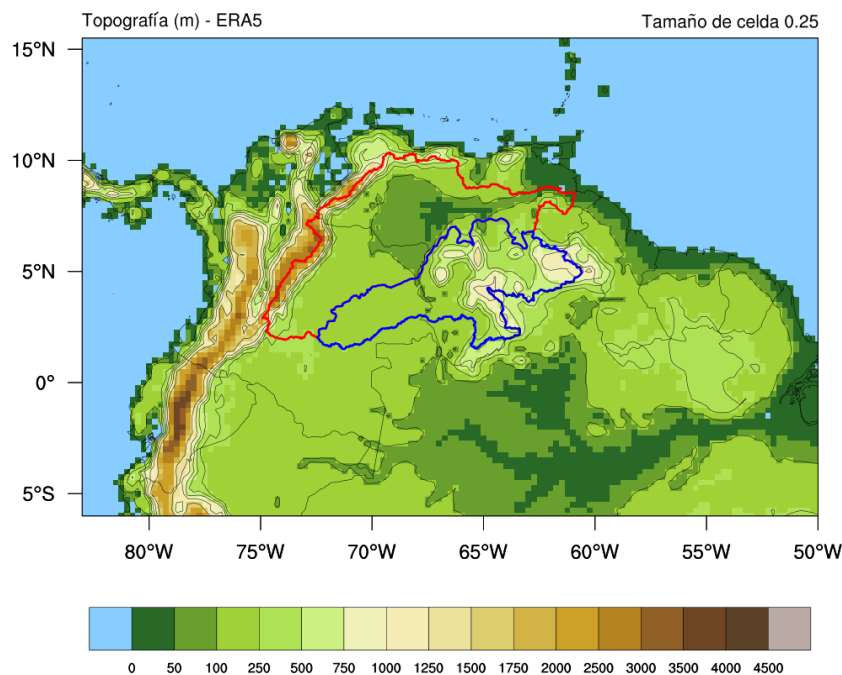 Topografía (m) - ERA5 Tamaño de celda 0.25
15°N
10°N
5°N
0°
5°S
80°W 75°W 70°W 65°W 60°W 55°W 50°W
0 50 100 250 500 750 1000 1250 1500 1750 2000 2500 3000 3500 4000 4500